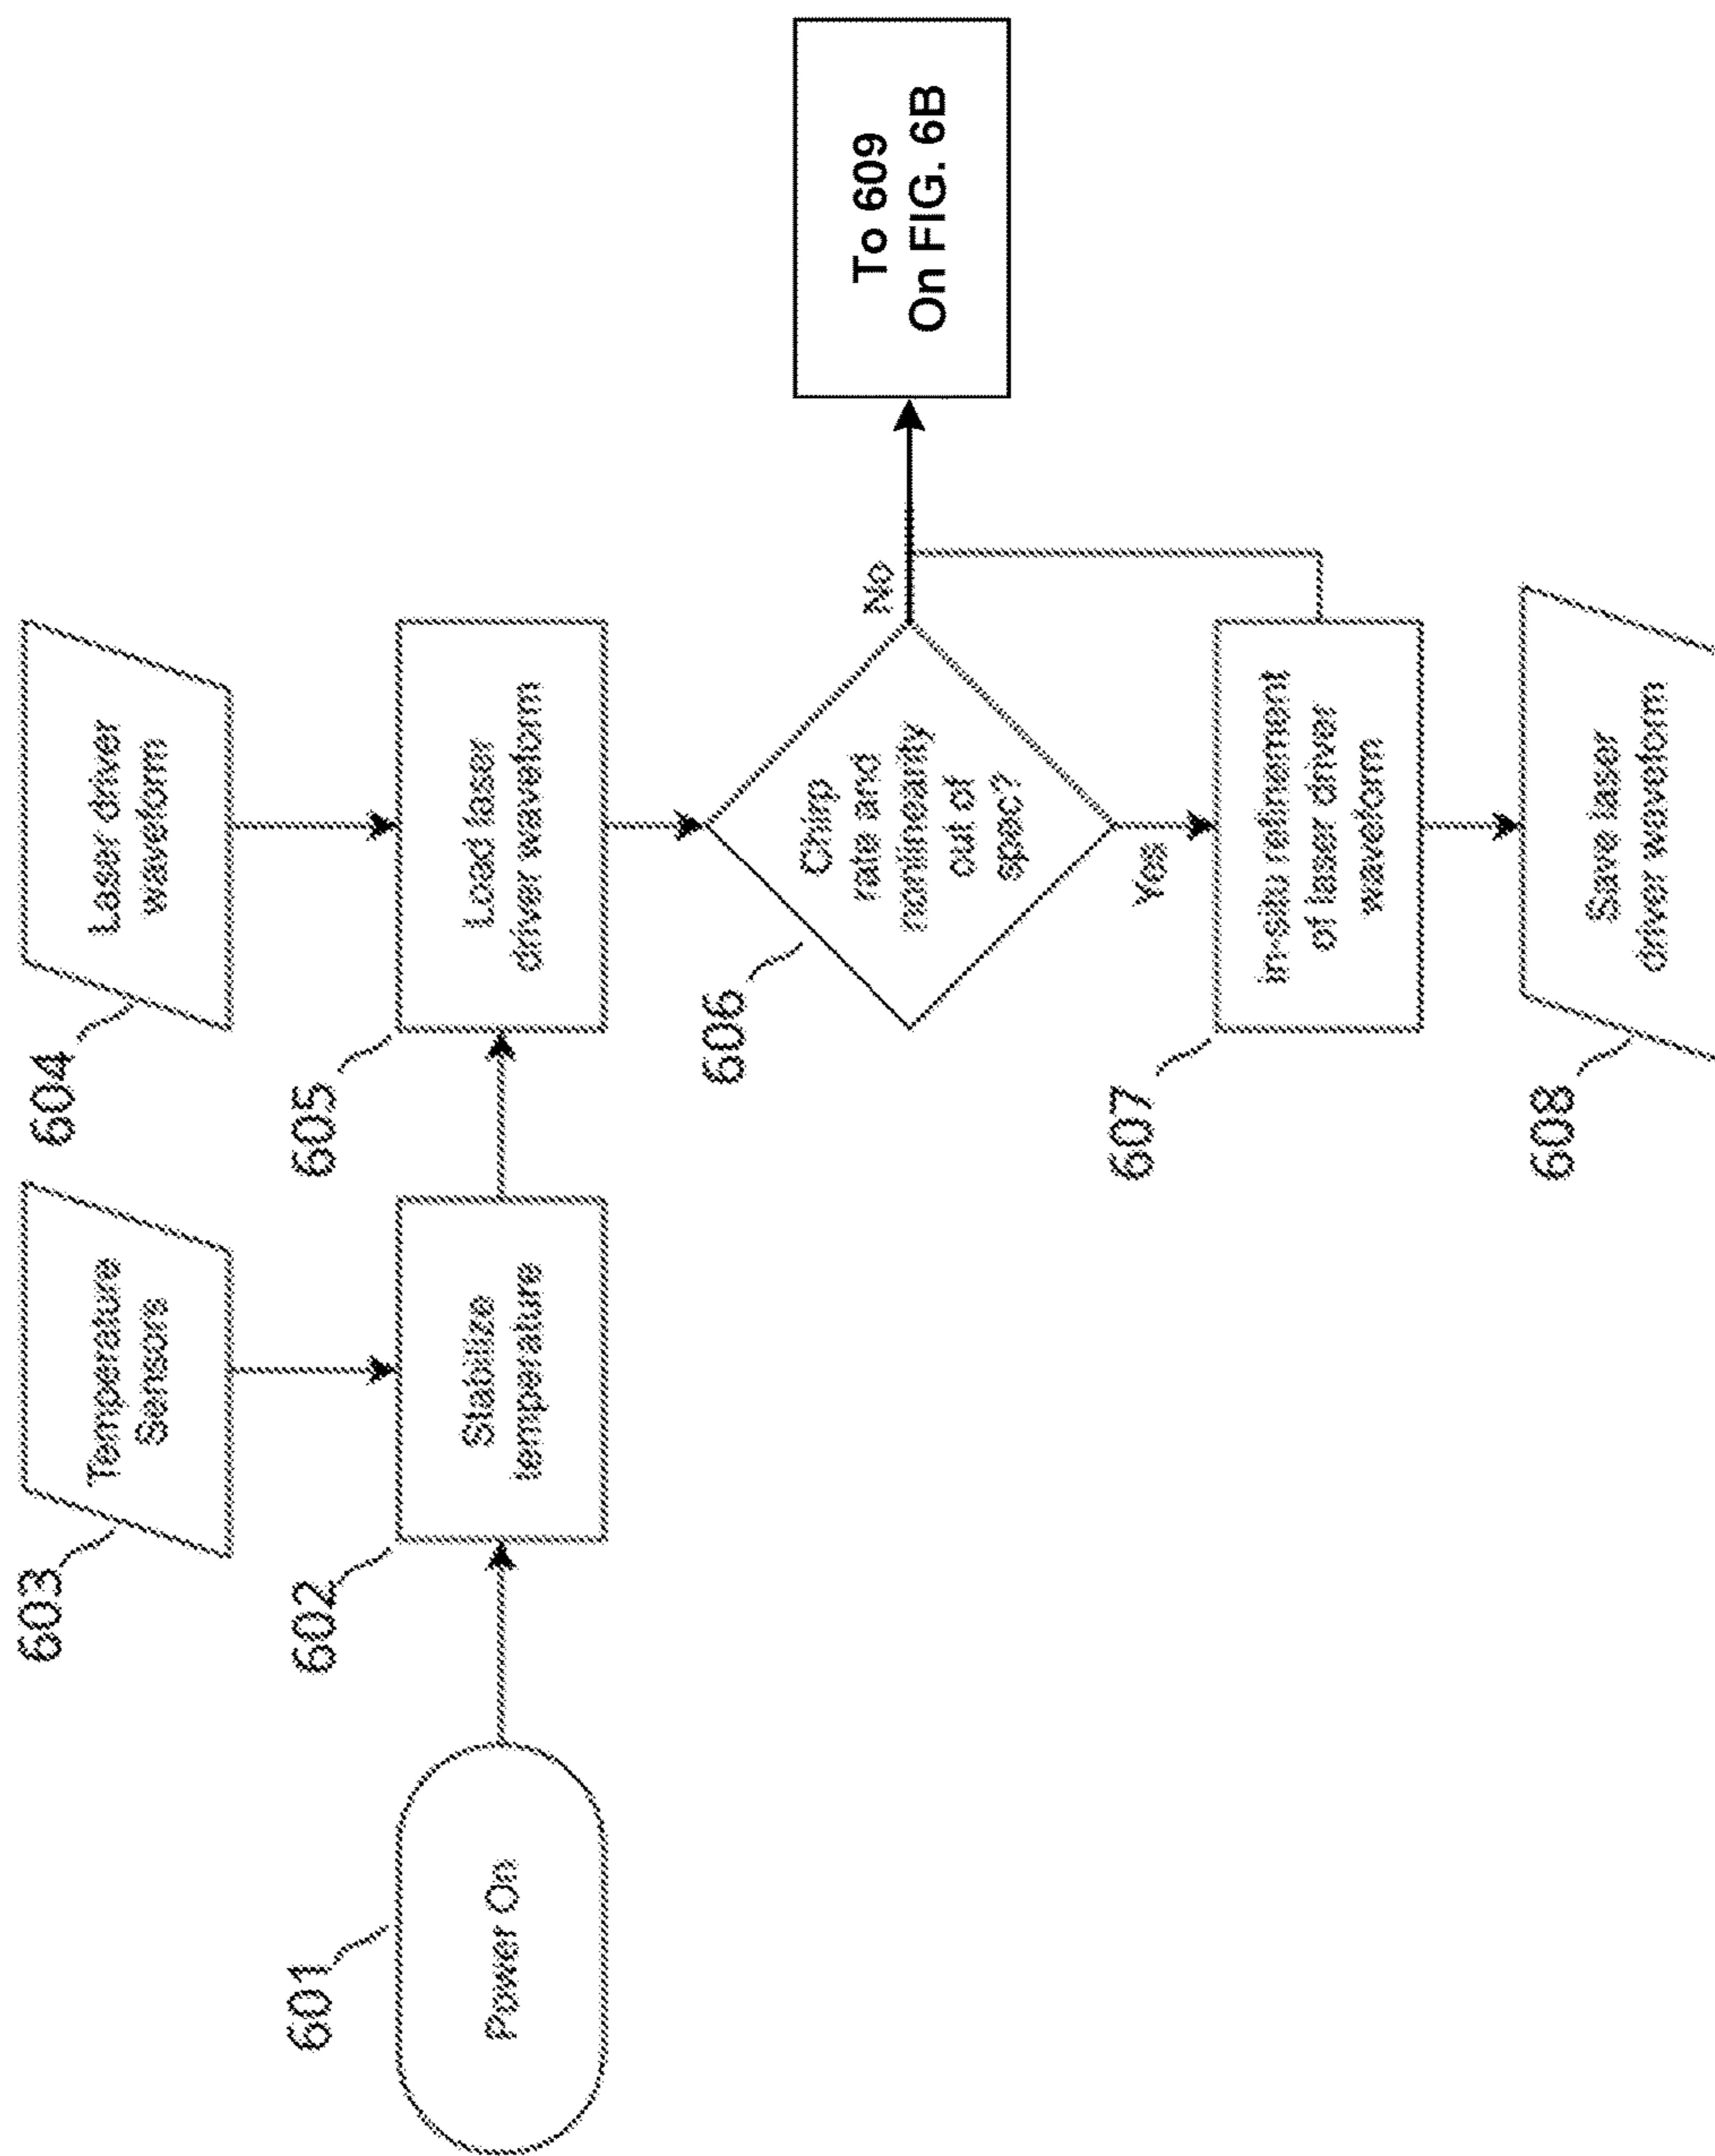 603
Temperature
Sensors
604
Laser driver
waveform
601
Power On
602
Stabilize
temperature
605
Load laser
driver waveform
606
Chirp
rate and
nonlinearity
out of
spec?
No
To 609
On FIG. 6B
Yes
607
in-situ refinement
of laser driver
waveform
608
Save laser
driver waveform